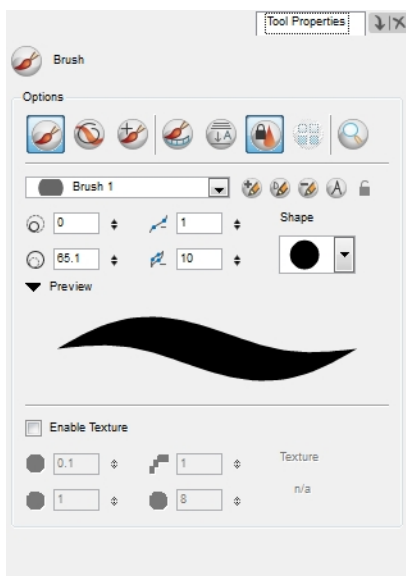 Tool Properties
Brush
Options
Brush 1
0
1
Shape
65.1
10
Preview
Enable Texture
0.1
1
Texture
1
8
n/a